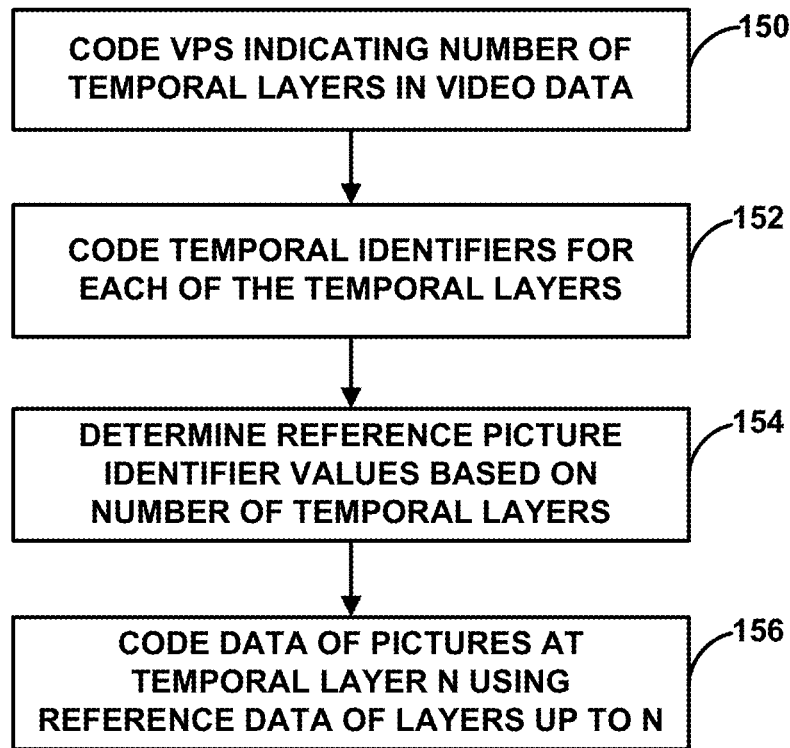 150
CODE VPS INDICATING NUMBER OF
TEMPORAL LAYERS IN VIDEO DATA
152
CODE TEMPORAL IDENTIFIERS FOR
EACH OF THE TEMPORAL LAYERS
154
DETERMINE REFERENCE PICTURE
IDENTIFIER VALUES BASED ON
NUMBER OF TEMPORAL LAYERS
156
CODE DATA OF PICTURES AT
TEMPORAL LAYER N USING
REFERENCE DATA OF LAYERS UP TO N